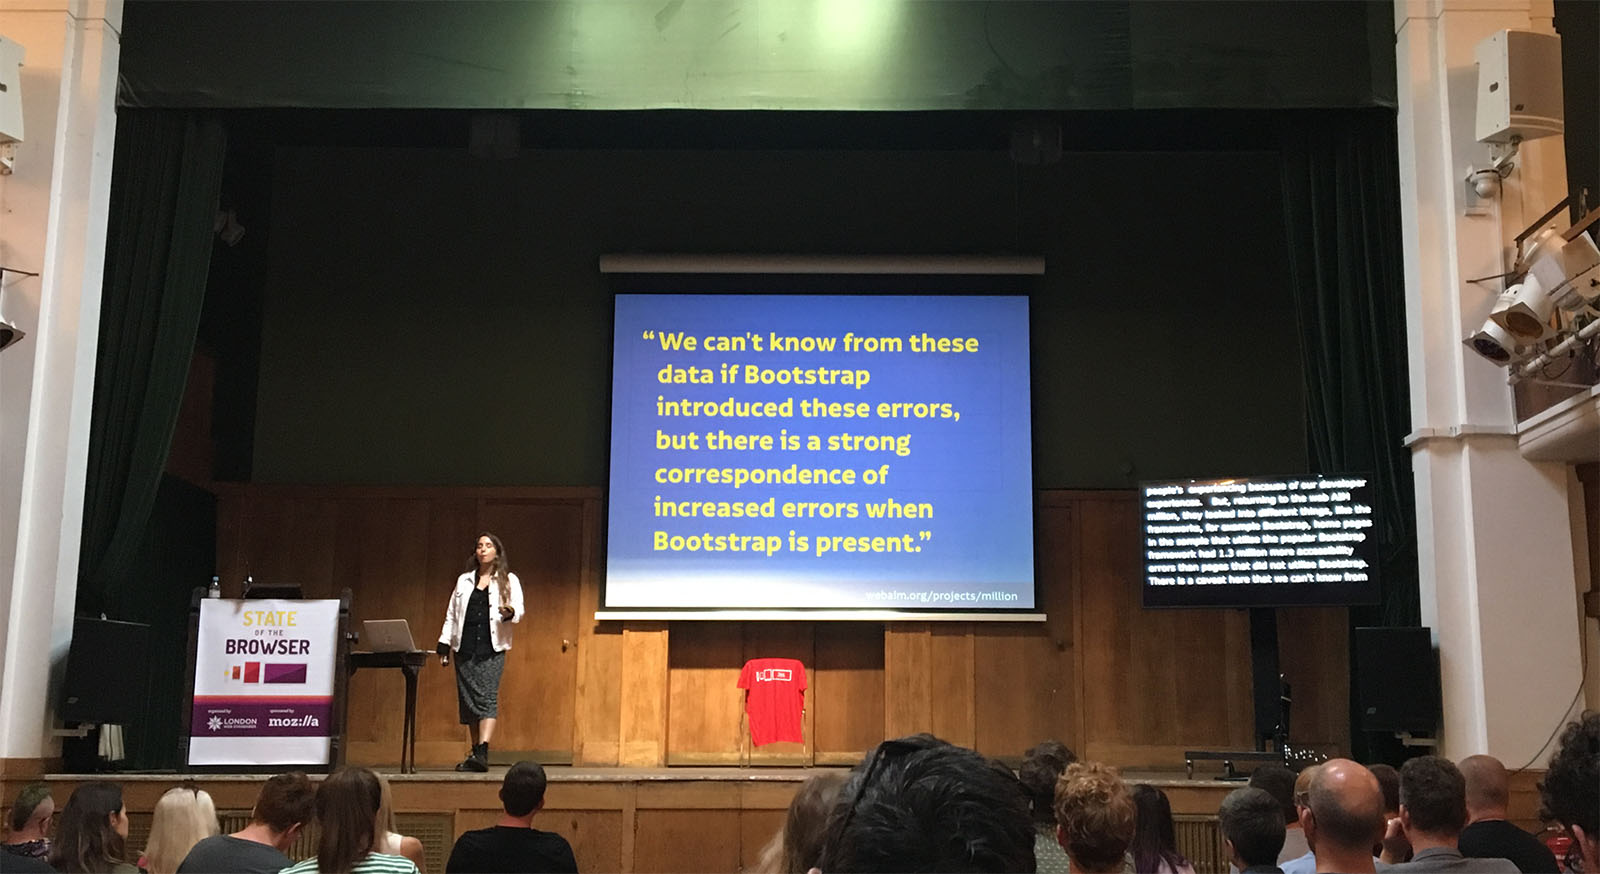 “We can't know from these
data if Bootstrap
introduced these errors,
but there is a strong
correspondence of
increased errors when
Bootstrap is present.”
webaim.org/projects/million
people's experiencing because of our developer
experience. But, returning to the web AIM
million, they looked into different things, like the
frameworks, for example Bootstrap, home pages
in the sample that utilise the popular Bootstrap
framework had 1.3 million more accessibility
errors than pages that did not utilise Bootstrap.
There is a caveat here that we can't know from
STATE
OF THE
BROWSER
organised by
sponsored by
LONDON
WEB STANDARDS
moz://a